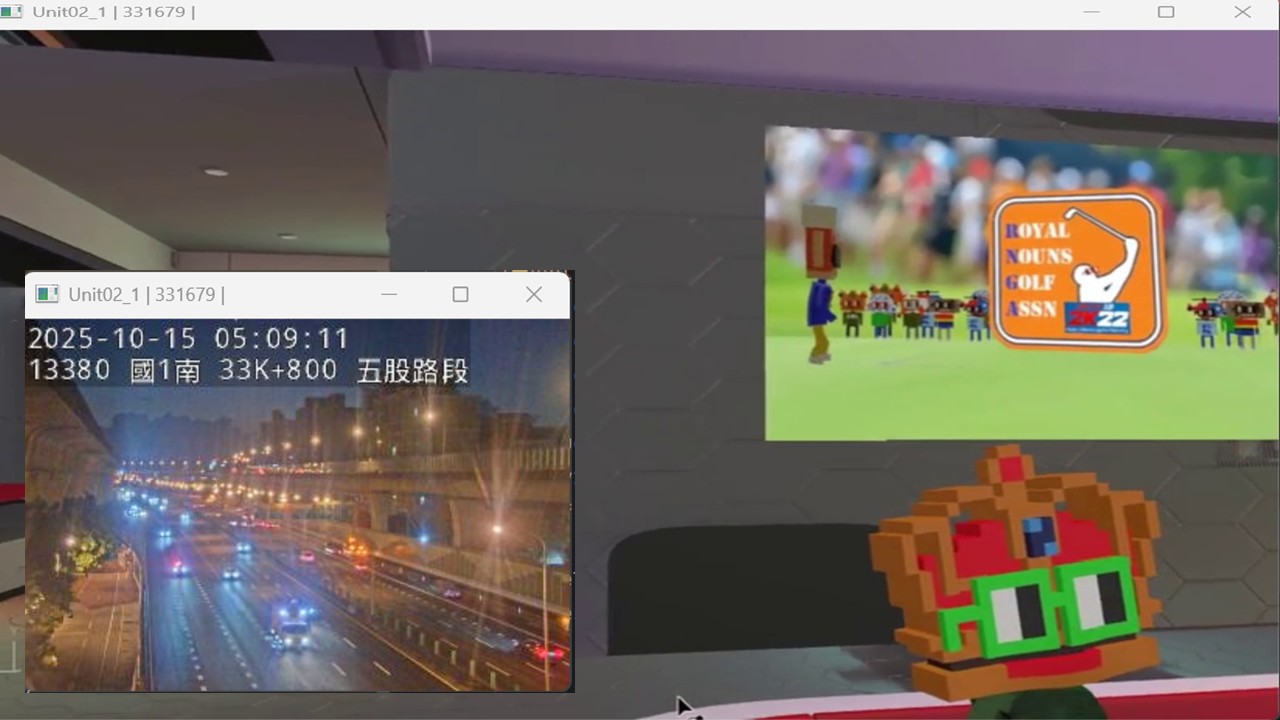 Unit02_1 | 331679 |
ROYAL
NOUNS
GOLF
ASSN
2K22
Unit02_1 | 331679 |
2025-10-15 05:09:11
13380 國1南 33K+800 五股路段